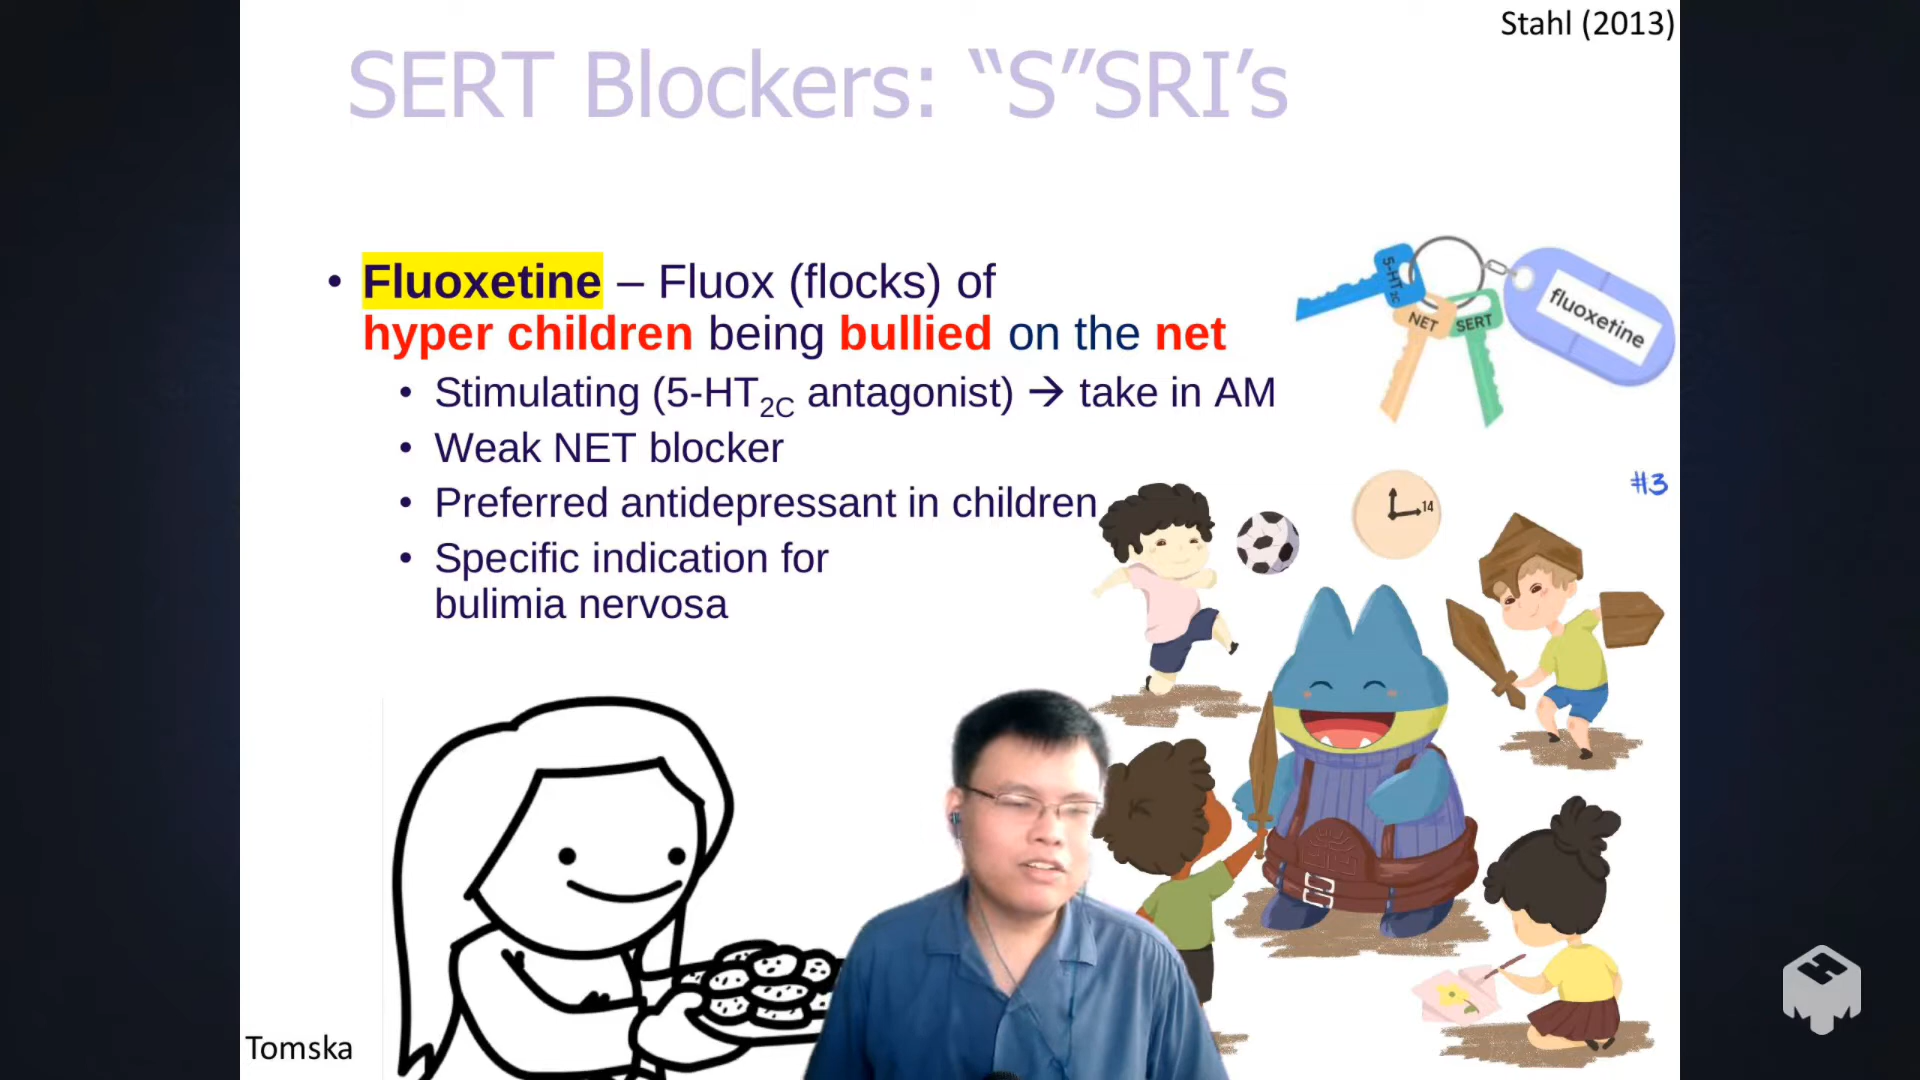 Stahl (2013)
SERT Blockers: “S”SRI’s
• Fluoxetine – Fluox (flocks) of
hyper children being bullied on the net
• Stimulating (5-HT2C antagonist) → take in AM
• Weak NET blocker
• Preferred antidepressant in children
• Specific indication for
bulimia nervosa
5-HT2C
NET
SERT
fluoxetine
#3
14
Tomska